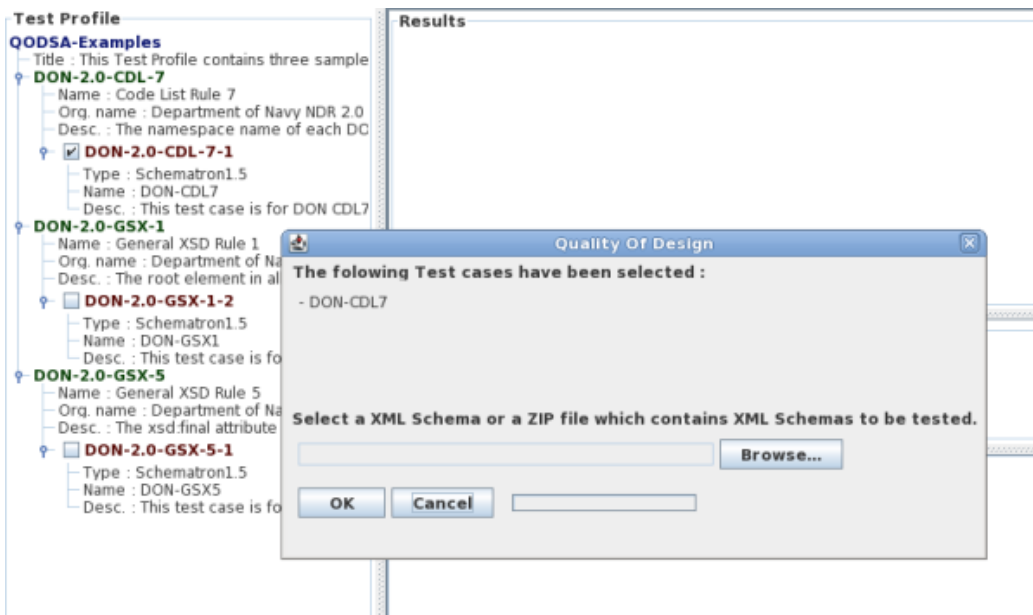 Test Profile
QODSA-Examples
Title : This Test Profile contains three sample
DON-2.0-CDL-7
Name : Code List Rule 7
Org. name : Department of Navy NDR 2.0
Desc. : The namespace name of each DO
DON-2.0-CDL-7-1
Type : Schematron1.5
Name : DON-CDL7
Desc. : This test case is for DON CDL7
DON-2.0-GSX-1
Name : General XSD Rule 1
Org. name : Department of Na
Desc. : The root element in all
DON-2.0-GSX-1-2
Type : Schematron1.5
Name : DON-GSX1
Desc. : This test case is fo
DON-2.0-GSX-5
Name : General XSD Rule 5
Org. name : Department of Na
Desc. : The xsd:final attribute
DON-2.0-GSX-5-1
Type : Schematron1.5
Name : DON-GSX5
Desc. : This test case is fo
Results
Quality Of Design
The folowing Test cases have been selected :
- DON-CDL7
Select a XML Schema or a ZIP file which contains XML Schemas to be tested.
Browse...
OK Cancel